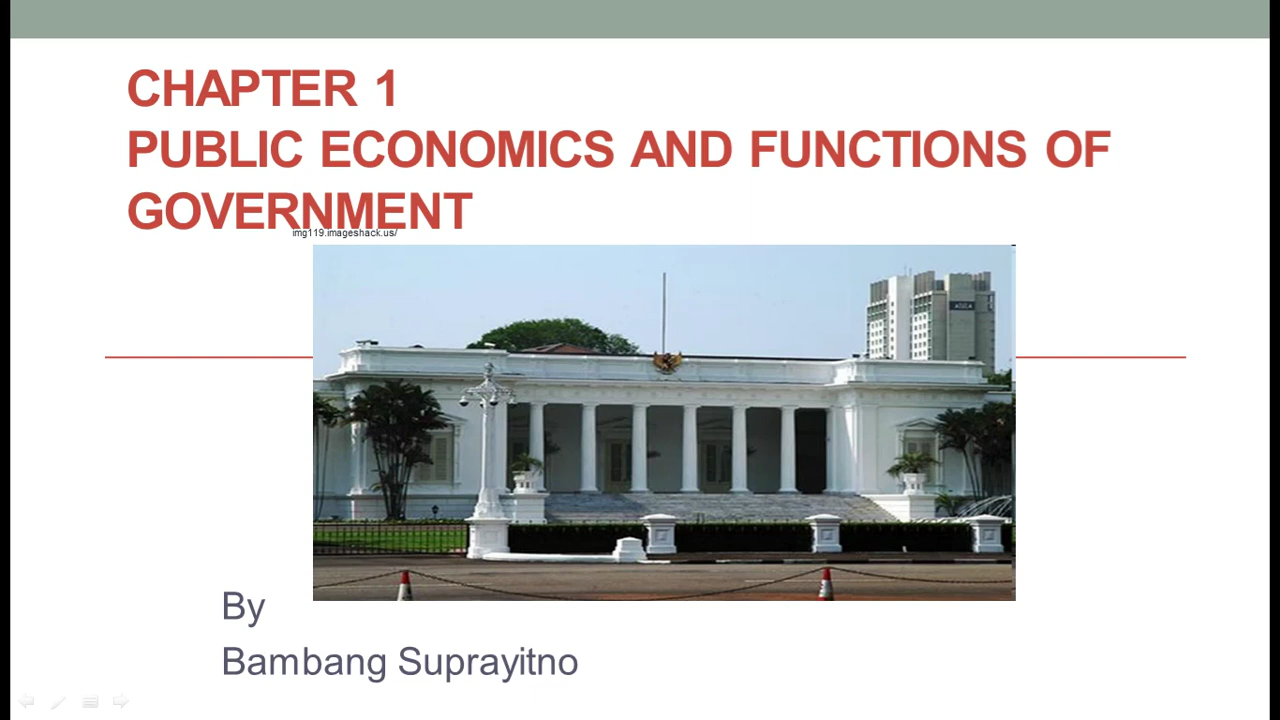 CHAPTER 1
PUBLIC ECONOMICS AND FUNCTIONS OF
GOVERNMENT
img119.imageshack.us/
By
Bambang Suprayitno